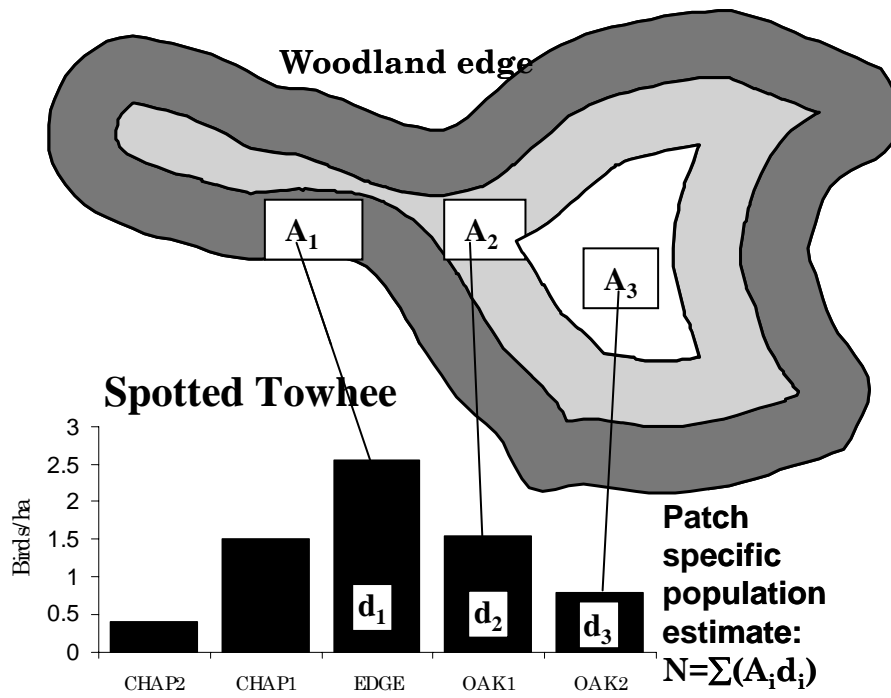 Woodland edge
A₁
A₂
A₃
Spotted Towhee
3
2.5
2
1.5
1
0.5
0
Birds/ha
d₁
d₂
d₃
CHAP2
CHAP1
EDGE
OAK1
OAK2
Patch
specific
population
estimate:
N=∑(Aᵢdᵢ)